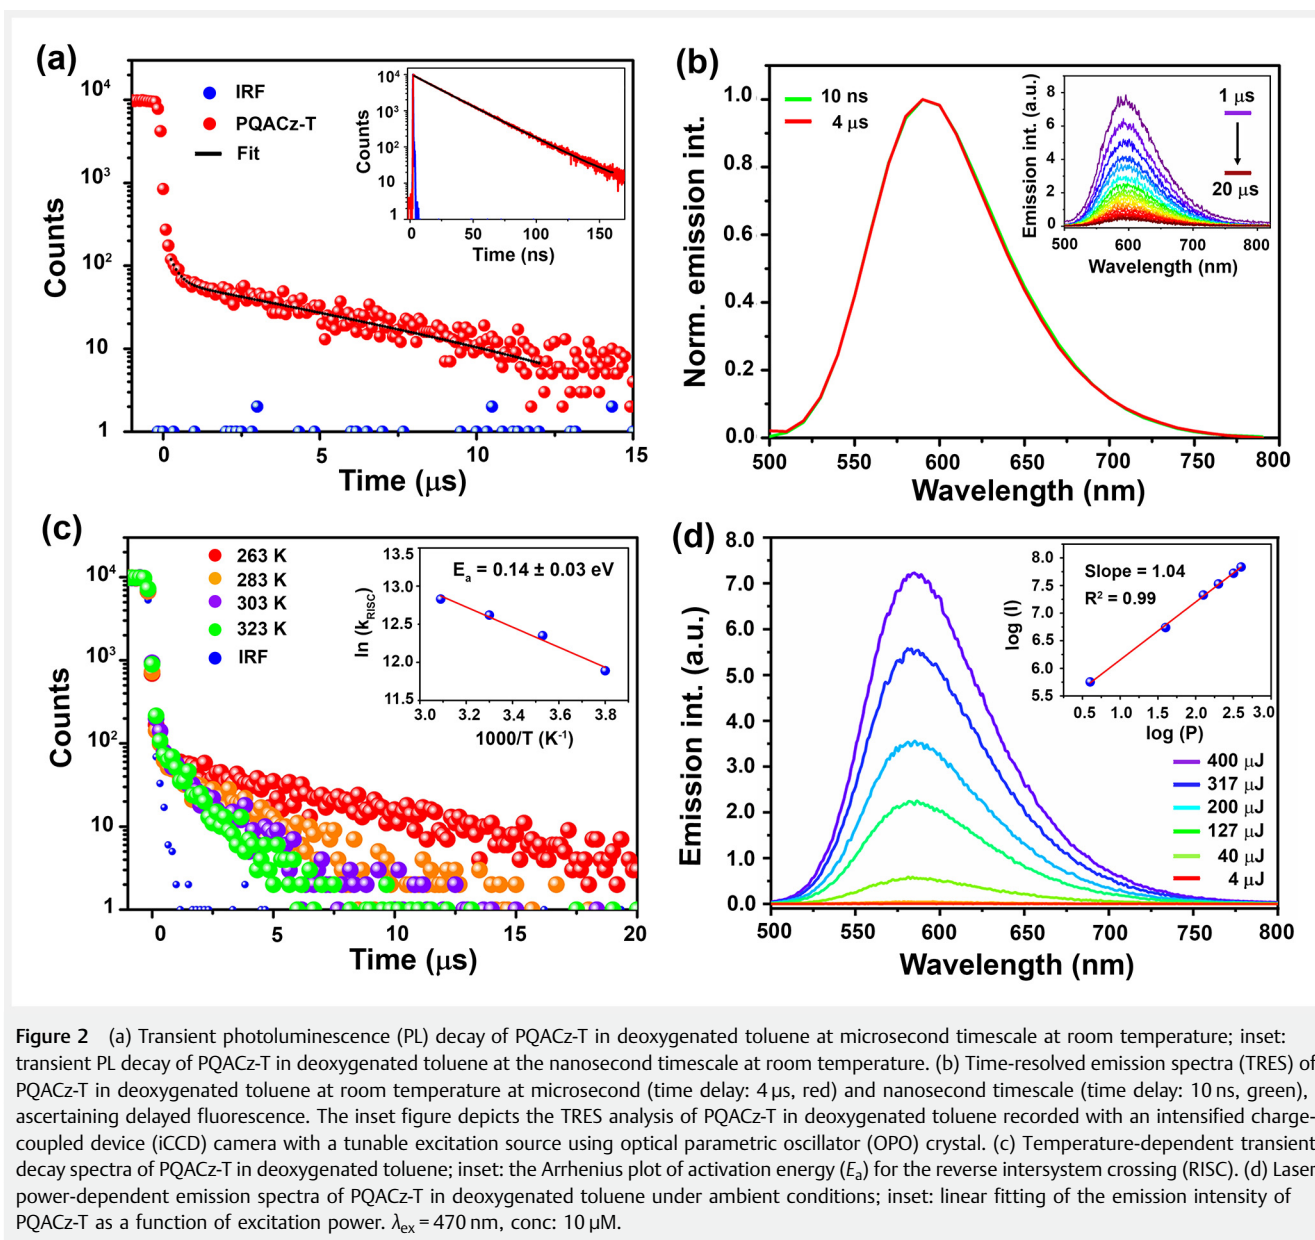 (a)
IRF
PQACz-T
Fit
Counts
10⁴
10³
10²
10
1
0
5
10
15
Time (μs)
Counts
10⁴
10³
10²
10
1
0
50
100
150
Time (ns)
(b)
10 ns
4 μs
Norm. emission int.
1.0
0.8
0.6
0.4
0.2
0.0
500
550
600
650
700
750
800
Wavelength (nm)
1 μs
20 μs
Emission int. (a.u.)
8
6
4
2
0
500
600
700
800
Wavelength (nm)
(c)
263 K
283 K
303 K
323 K
IRF
Counts
10⁴
10³
10²
10
1
0
5
10
15
20
Time (μs)
Eₐ = 0.14 ± 0.03 eV
ln (k_RISC)
13.5
13.0
12.5
12.0
11.5
3.0
3.2
3.4
3.6
3.8
1000/T (K⁻¹)
(d)
Emission int. (a.u.)
8.0
7.0
6.0
5.0
4.0
3.0
2.0
1.0
0.0
500
550
600
650
700
750
800
Wavelength (nm)
Slope = 1.04
R² = 0.99
log (I)
8.0
7.5
7.0
6.5
6.0
5.5
0.5
1.0
1.5
2.0
2.5
3.0
log (P)
400 μJ
317 μJ
200 μJ
127 μJ
40 μJ
4 μJ
Figure 2 (a) Transient photoluminescence (PL) decay of PQACz-T in deoxygenated toluene at microsecond timescale at room temperature; inset:
transient PL decay of PQACz-T in deoxygenated toluene at the nanosecond timescale at room temperature. (b) Time-resolved emission spectra (TRES) of
PQACz-T in deoxygenated toluene at room temperature at microsecond (time delay: 4 μs, red) and nanosecond timescale (time delay: 10 ns, green),
ascertaining delayed fluorescence. The inset figure depicts the TRES analysis of PQACz-T in deoxygenated toluene recorded with an intensified charge-
coupled device (iCCD) camera with a tunable excitation source using optical parametric oscillator (OPO) crystal. (c) Temperature-dependent transient
decay spectra of PQACz-T in deoxygenated toluene; inset: the Arrhenius plot of activation energy (Eₐ) for the reverse intersystem crossing (RISC). (d) Laser
power-dependent emission spectra of PQACz-T in deoxygenated toluene under ambient conditions; inset: linear fitting of the emission intensity of
PQACz-T as a function of excitation power. λex = 470 nm, conc: 10 μM.